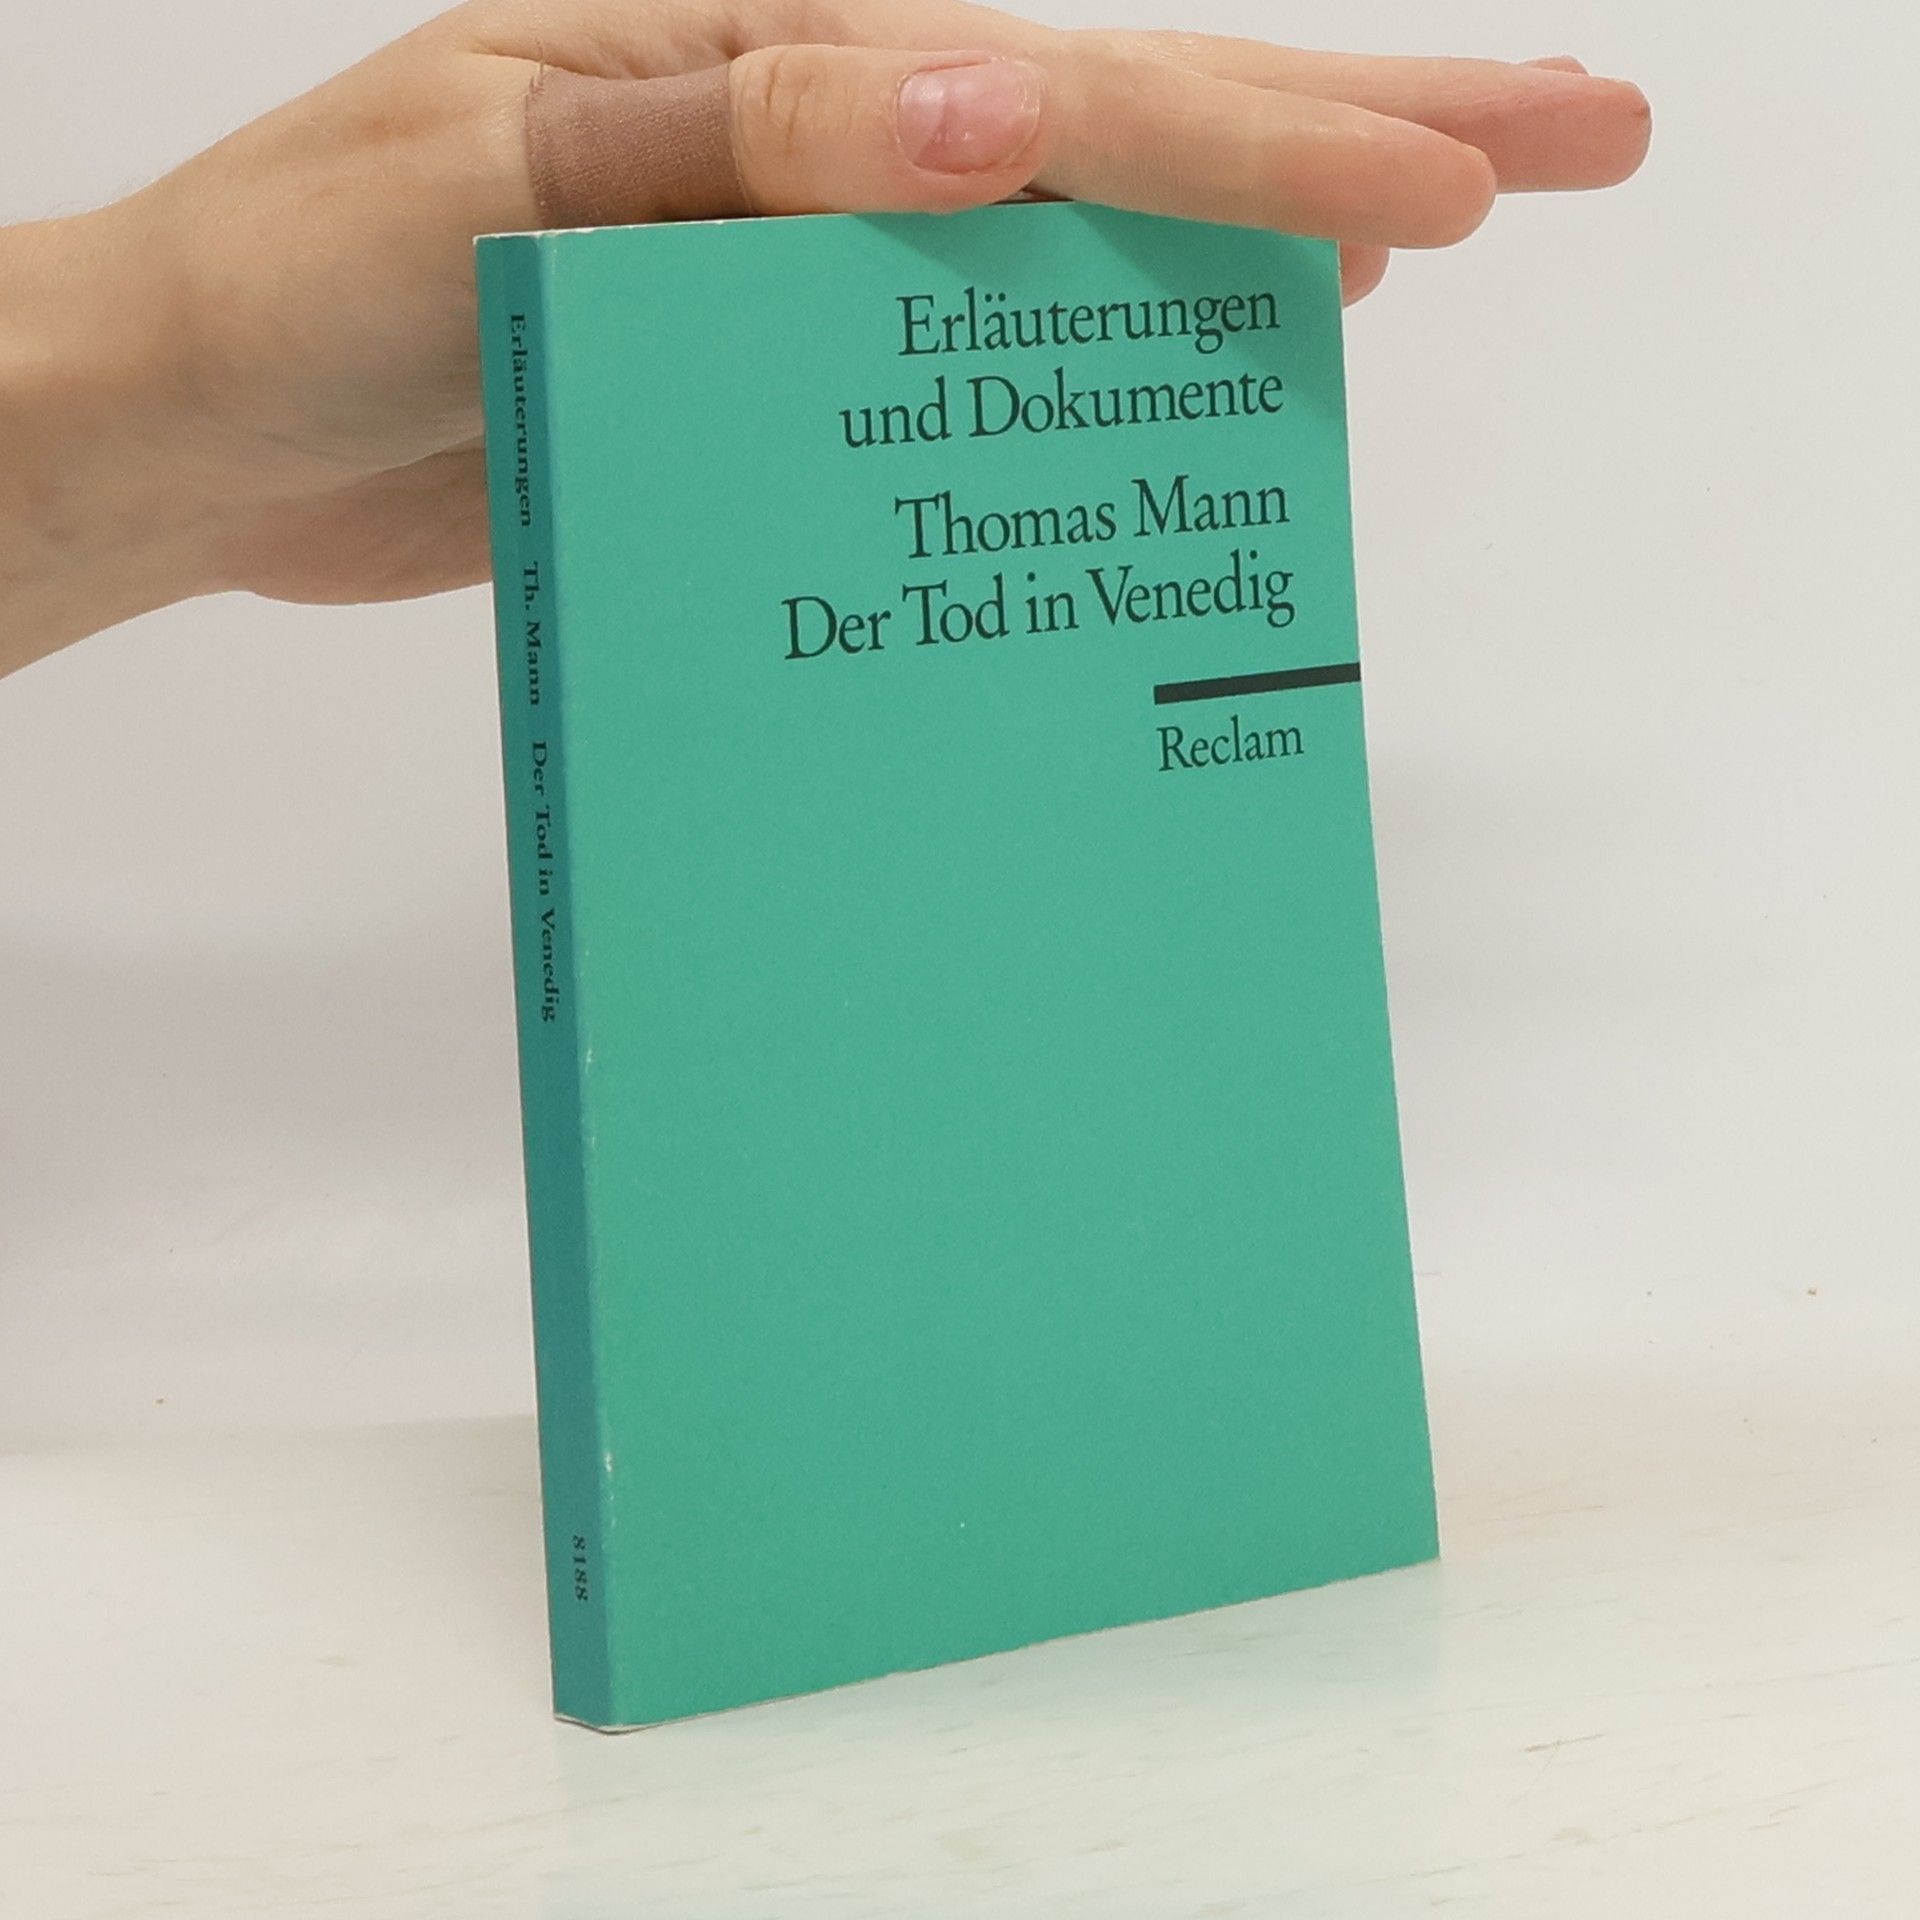 Erläuterungen
und Dokumente
Thomas Mann
Der Tod in Venedig
Reclam
Erläuterungen Th. Mann Der Tod in Venedig 8188